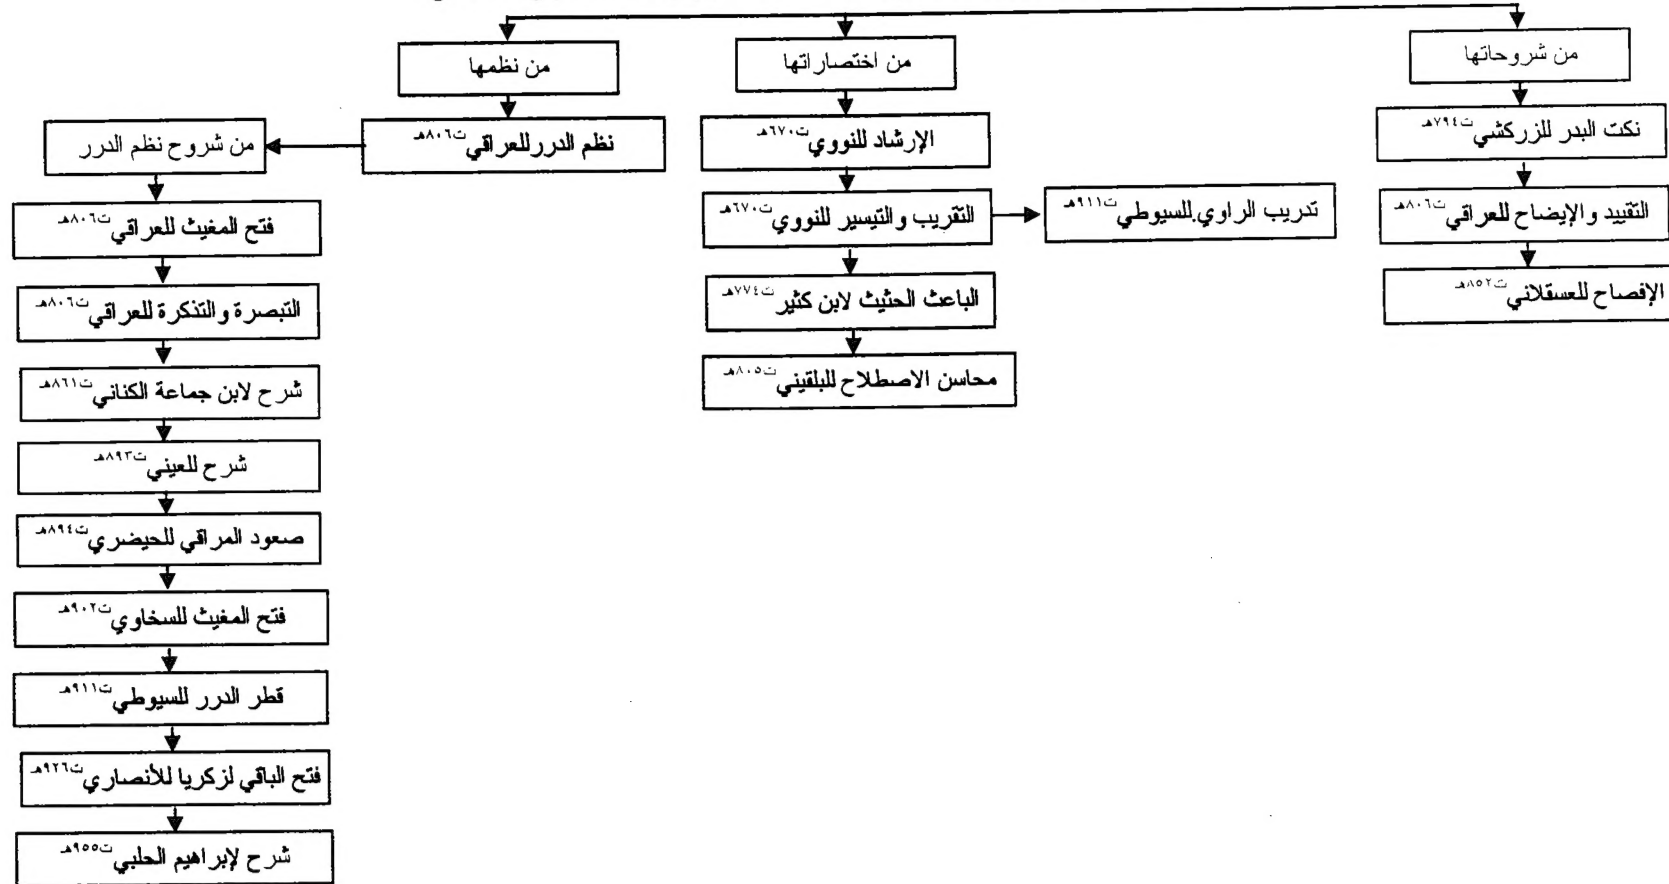 من شروحاتها
نكت البدر للزركشي ت٧٩٤هـ
التقييد والإيضاح للعراقي ت٨٠٦هـ
الإفصاح للعسقلاني ت٨٥٢هـ
من اختصاراتها
الإرشاد للنووي ت٦٧٠هـ
التقريب والتيسير للنووي ت٦٧٠هـ
تدريب الراوي للسيوطي ت٩١١هـ
الباعث الحثيث لابن كثير ت٧٧٤هـ
محاسن الاصطلاح للبلقيني ت٨٠٥هـ
من نظمها
نظم الدرر للعراقي ت٨٠٦هـ
من شروح نظم الدرر
فتح المغيث للعراقي ت٨٠٦هـ
التبصرة والتذكرة للعراقي ت٨٠٦هـ
شرح لابن جماعة الكناني ت٨٦١هـ
شرح للعيني ت٨٩٣هـ
صعود المراقي للحيضري ت٨٩٤هـ
فتح المغيث للسخاوي ت٩٠٢هـ
قطر الدرر للسيوطي ت٩١١هـ
فتح الباقي لزكريا للأنصاري ت٩٢٦هـ
شرح لإبراهيم الحلبي ت٩٥٥هـ